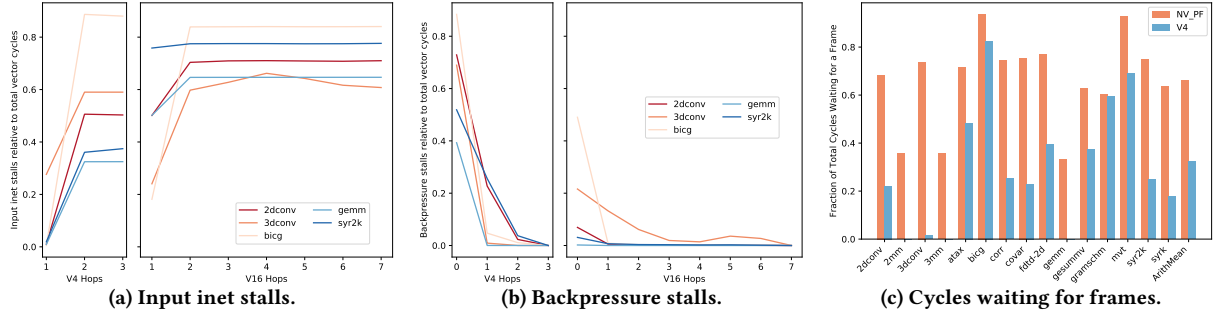 Input inet stalls relative to total vector cycles
0.8
0.6
0.4
0.2
0.0
1 2 3
V4 Hops
1 2 3 4 5 6 7
V16 Hops
2dconv
3dconv
bicg
gemm
syr2k
(a) Input inet stalls.
Backpressure stalls relative to total vector cycles
0.8
0.6
0.4
0.2
0.0
0 1 2 3
V4 Hops
0 1 2 3 4 5 6 7
V16 Hops
2dconv
3dconv
bicg
gemm
syr2k
(b) Backpressure stalls.
Fraction of Total Cycles Waiting for a Frame
0.8
0.6
0.4
0.2
0.0
NV_PF
V4
2dconv
2mm
3dconv
3mm
atax
bicg
corr
covar
fdtd-2d
gemm
gesummv
gramschm
mvt
syr2k
syrk
ArithMean
(c) Cycles waiting for frames.